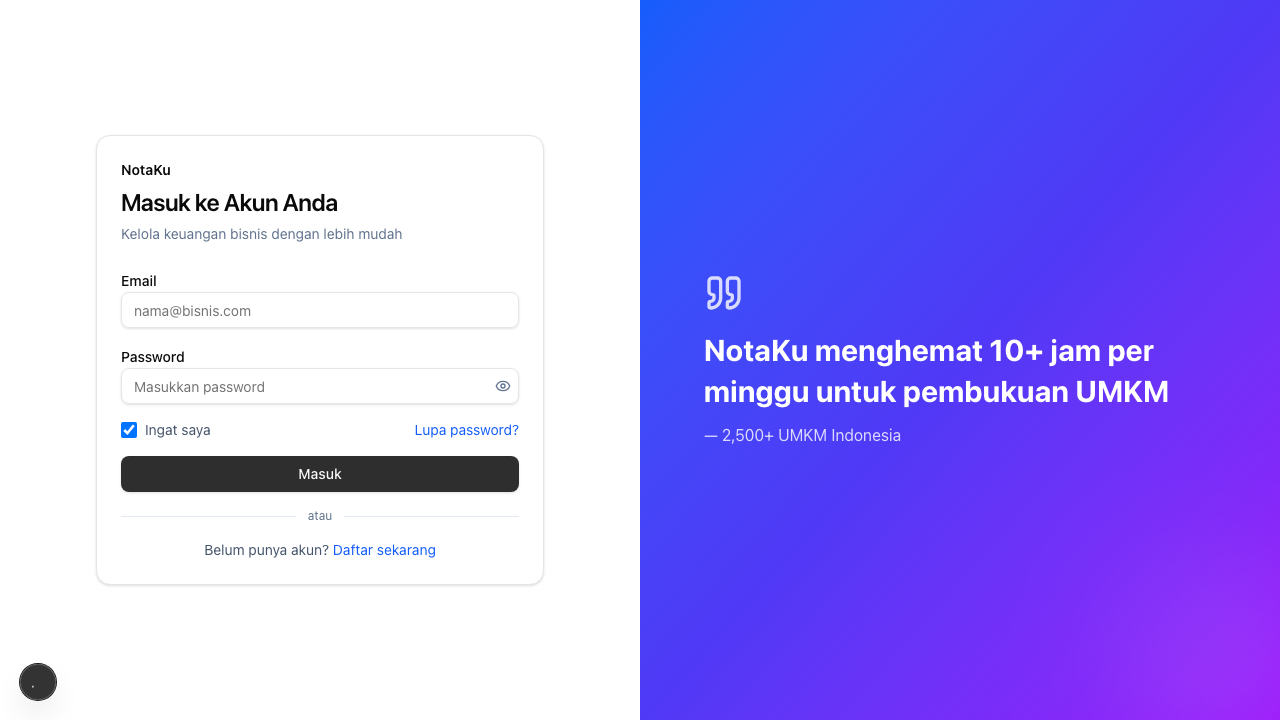 NotaKu
Masuk ke Akun Anda
Kelola keuangan bisnis dengan lebih mudah
Email
nama@bisnis.com
Password
Masukkan password
Ingat saya
Lupa password?
Masuk
atau
Belum punya akun? Daftar sekarang
NotaKu menghemat 10+ jam per
minggu untuk pembukuan UMKM
— 2,500+ UMKM Indonesia